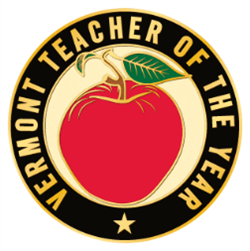 VERMONT TEACHER OF THE YEAR